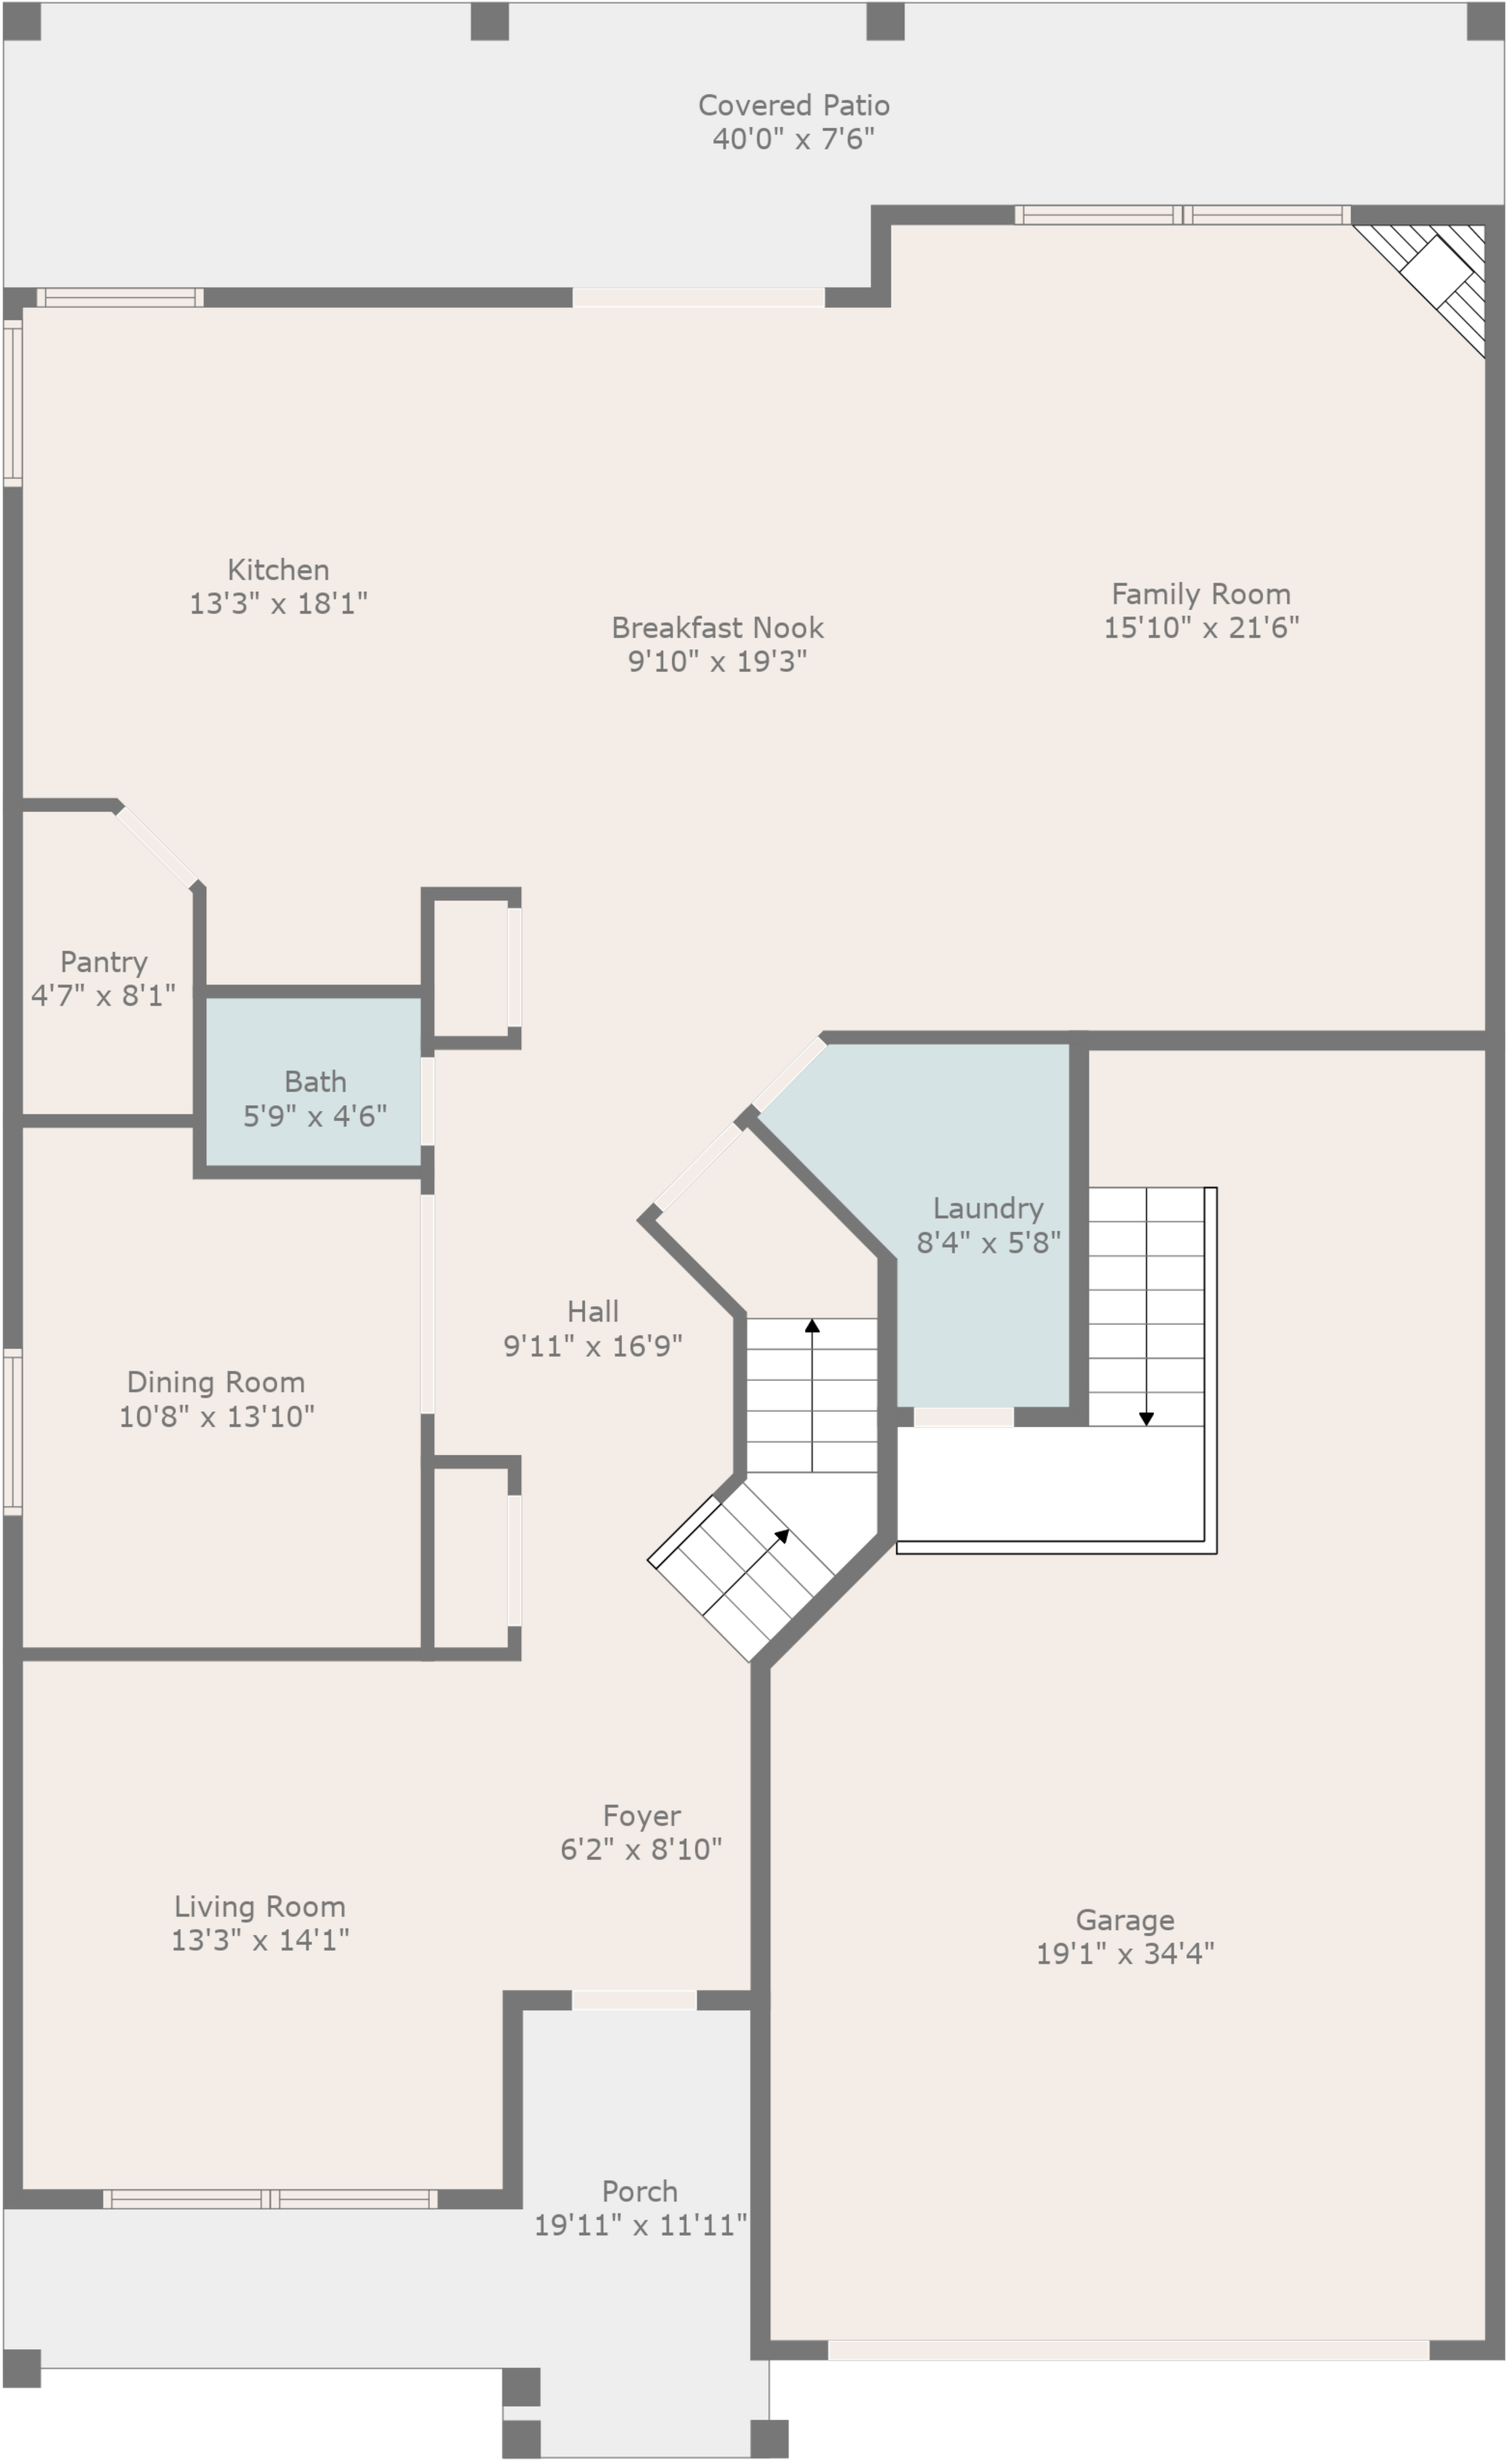 Covered Patio
40'0" x 7'6"
Kitchen
13'3" x 18'1"
Breakfast Nook
9'10" x 19'3"
Family Room
15'10" x 21'6"
Pantry
4'7" x 8'1"
Bath
5'9" x 4'6"
Laundry
8'4" x 5'8"
Hall
9'11" x 16'9"
Dining Room
10'8" x 13'10"
Foyer
6'2" x 8'10"
Living Room
13'3" x 14'1"
Garage
19'1" x 34'4"
Porch
19'11" x 11'11"